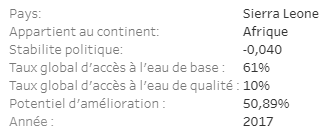 Pays: Sierra Leone
Appartient au continent: Afrique
Stabilite politique: -0,040
Taux global d'accès à l'eau de base : 61%
Taux global d'accès à l'eau de qualité : 10%
Potentiel d'amélioration : 50,89%
Année : 2017